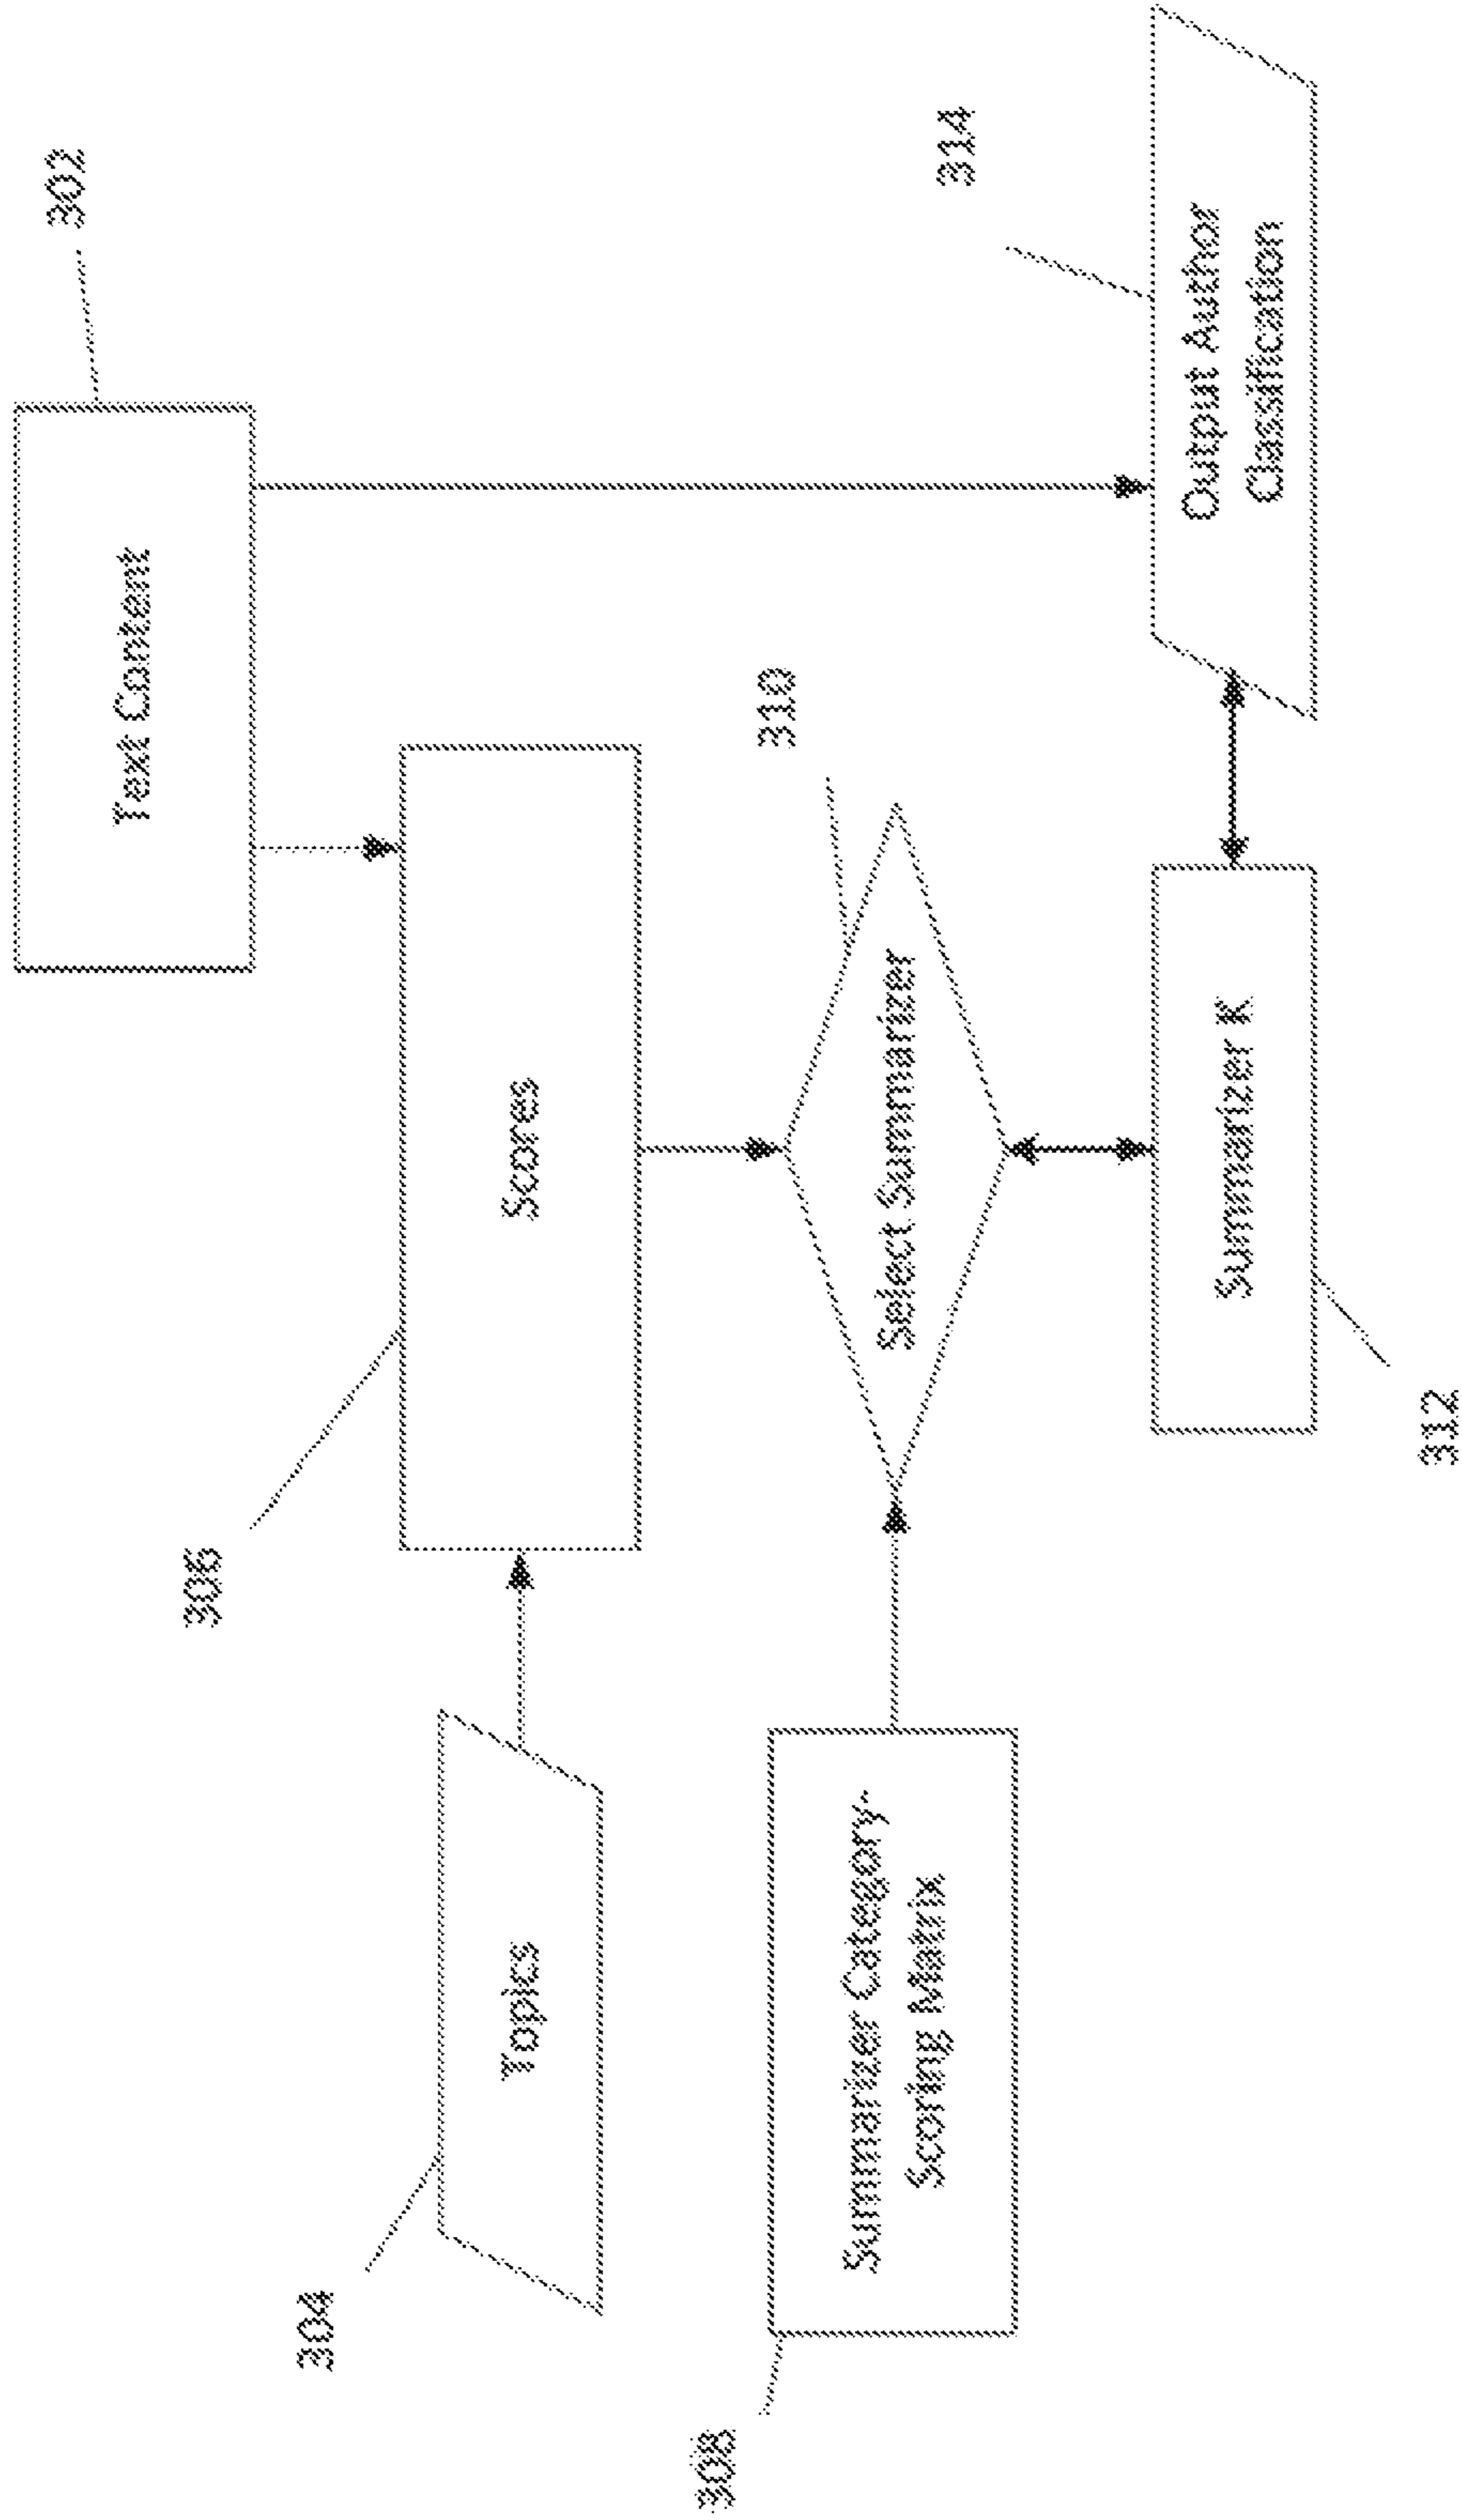 302
Text Content
306
Scores
304
Topics
310
Select Summarizer
308
Summarizer Category-
Scoring Matrix
314
Output Author
Classification
Summarizer K
312